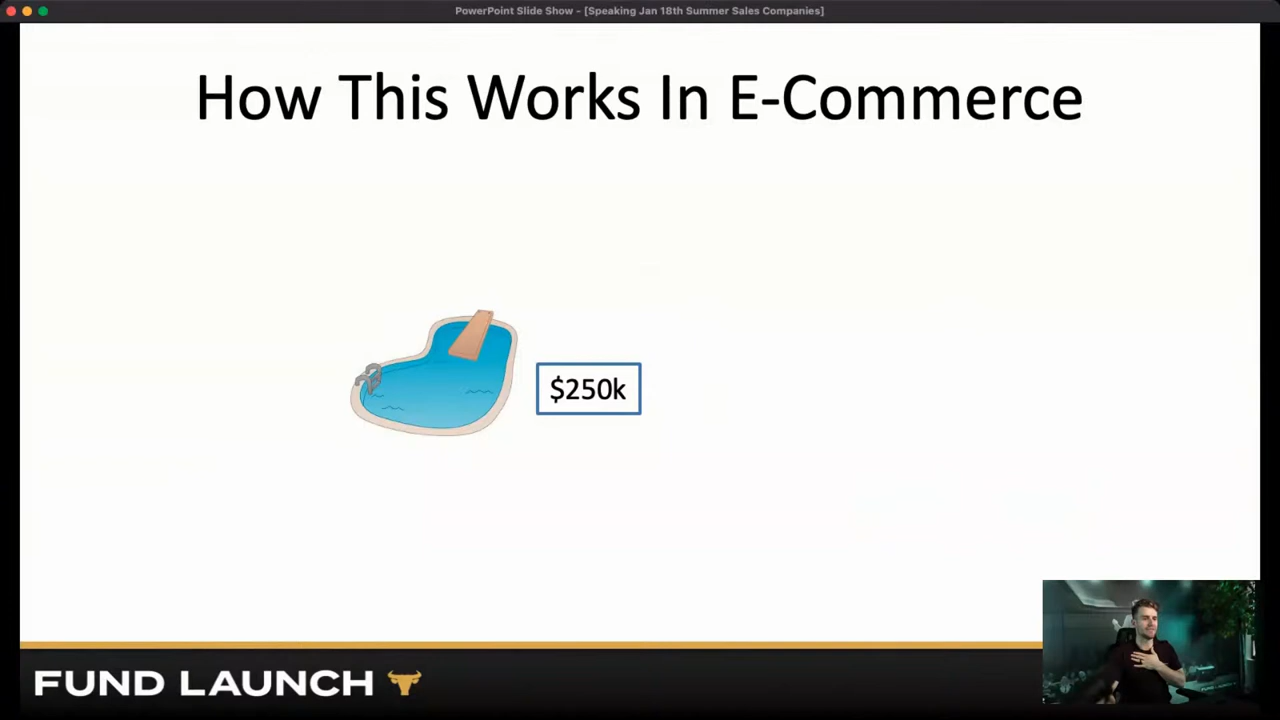 PowerPoint Slide Show - [Speaking Jan 18th Summer Sales Companies]
How This Works In E-Commerce
$250k
FUND LAUNCH